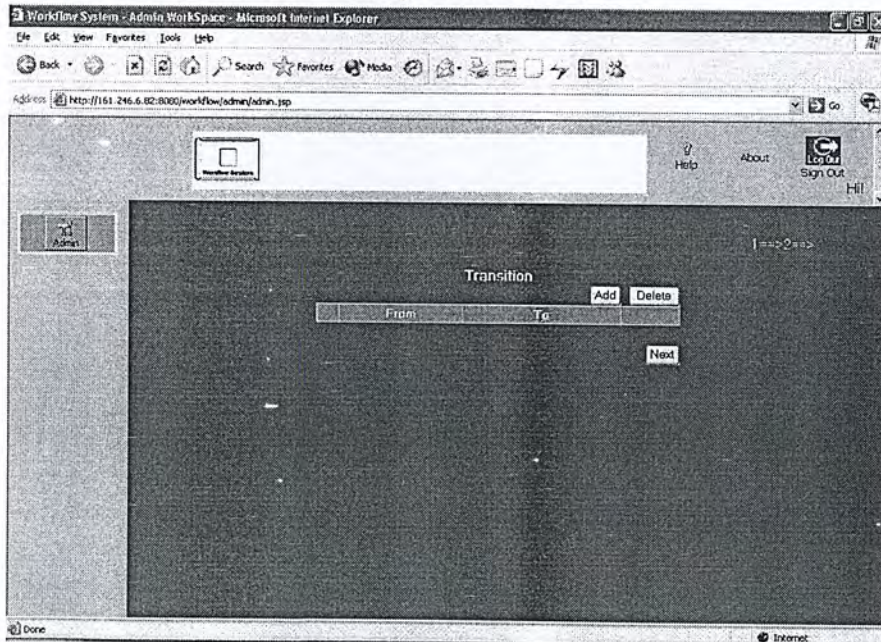 Workflow System - Admin WorkSpace - Microsoft Internet Explorer
File Edit View Favorites Tools Help
Back Search Favorites Media
Address http://161.246.6.82:8080/workflow/admin/admin.jsp Go
Workflow System
Help About Log Out
Sign Out
Hi!
Admin
1==>2==>
Transition
Add Delete
From To
Next
Done Internet